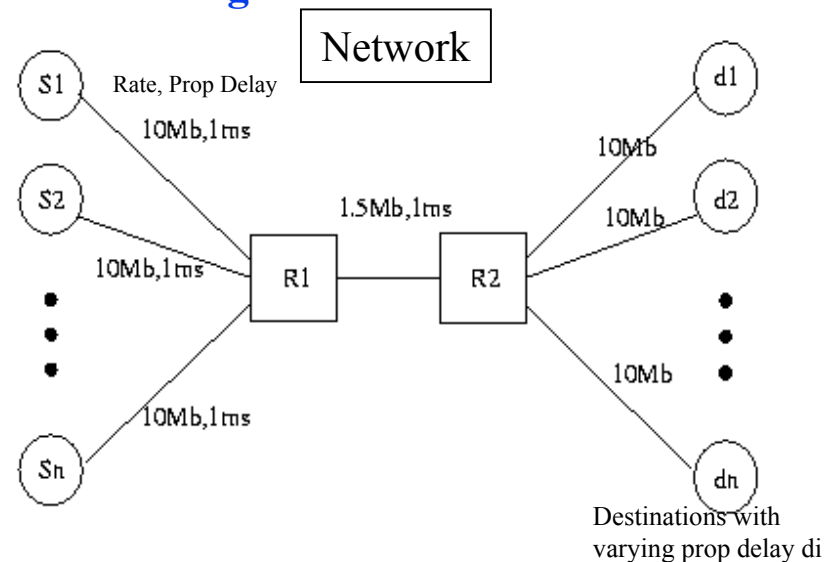 g
Network
S1
Rate, Prop Delay
d1
10Mb,1ms
10Mb
S2
d2
1.5Mb,1ms
10Mb
10Mb,1ms
R1
R2
10Mb
10Mb,1ms
Sn
dn
Destinations with
varying prop delay di